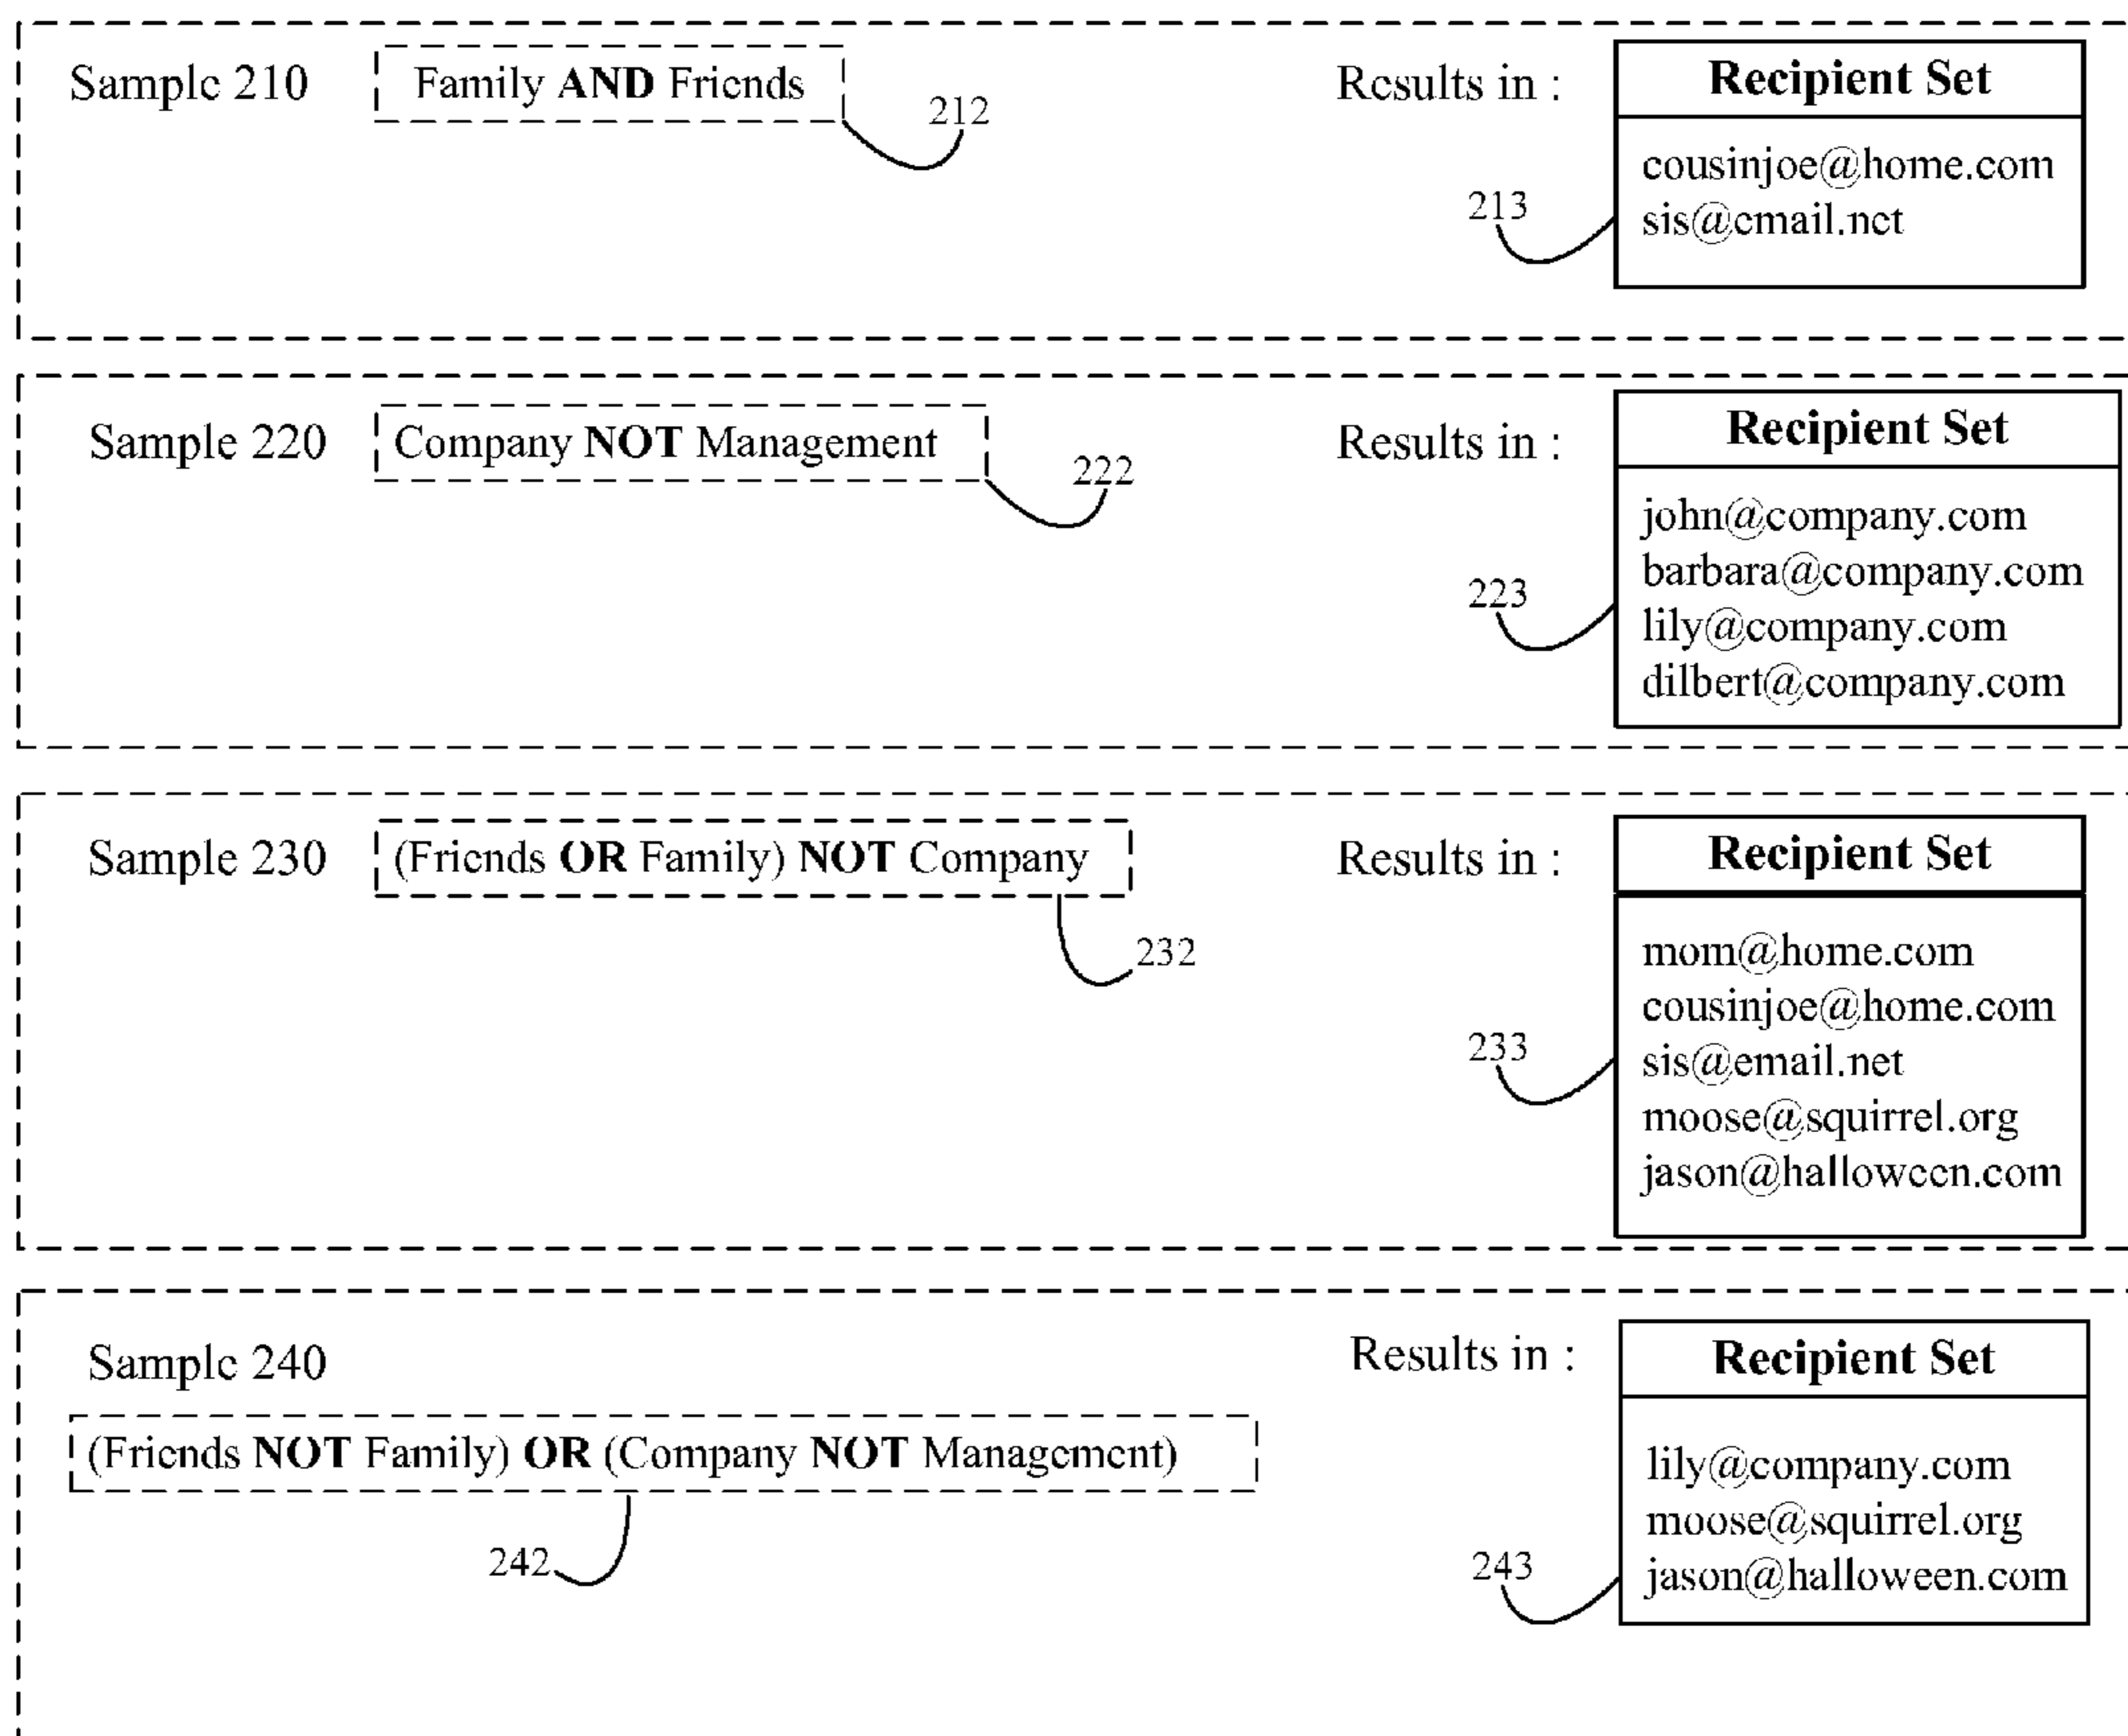 Sample 210 Family AND Friends Results in : Recipient Set
212
cousinjoe@home.com
213 sis@email.net
Sample 220 Company NOT Management Results in : Recipient Set
222
john@company.com
barbara@company.com
223
lily@company.com
dilbert@company.com
Sample 230 (Friends OR Family) NOT Company Results in : Recipient Set
232
mom@home.com
cousinjoe@home.com
233 sis@email.net
moose@squirrel.org
jason@halloween.com
Sample 240 Results in : Recipient Set
(Friends NOT Family) OR (Company NOT Management)
lily@company.com
moose@squirrel.org
242 243 jason@halloween.com